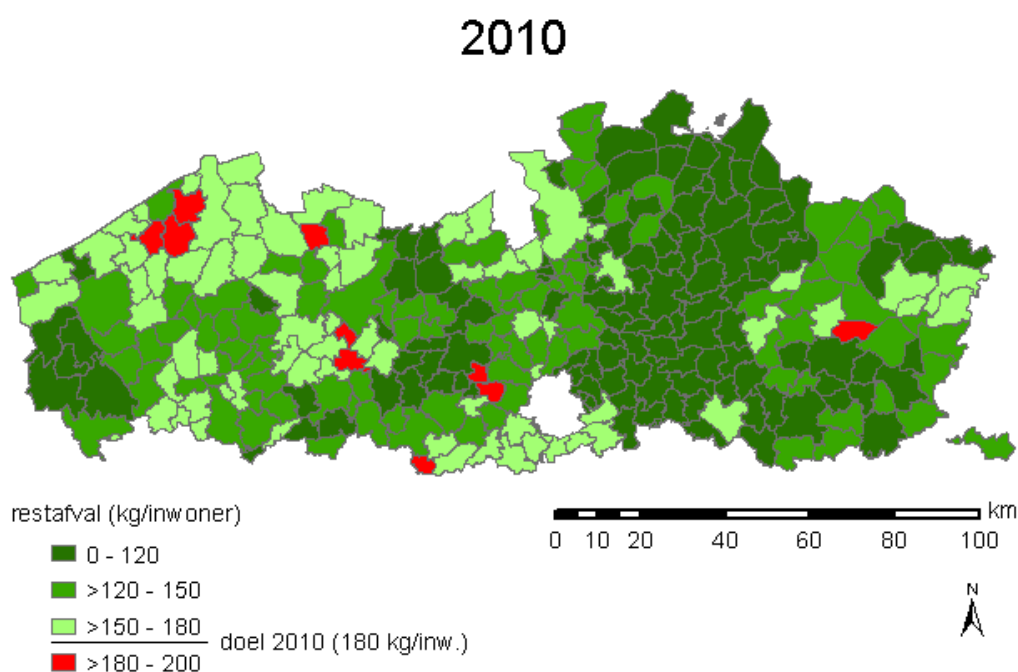 2010
restafval (kg/inwoner)
0 - 120
>120 - 150
>150 - 180
doel 2010 (180 kg/inw.)
>180 - 200
km
0 10 20 40 60 80 100
N